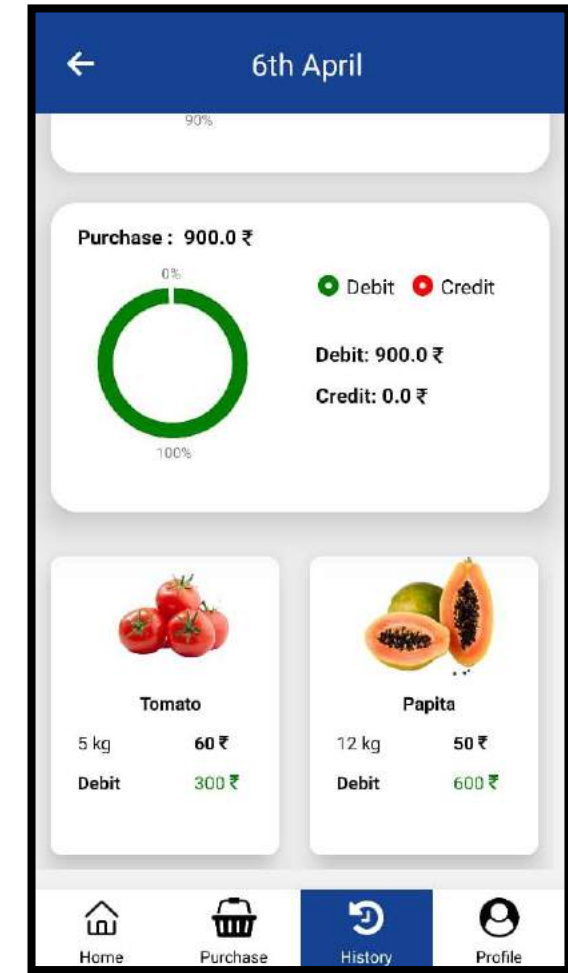 6th April
90%
Purchase : 900.0 ₹
0%
Debit Credit
Debit: 900.0 ₹
Credit: 0.0 ₹
100%
Tomato
5 kg 60 ₹
Debit 300 ₹
Papita
12 kg 50 ₹
Debit 600 ₹
Home Purchase History Profile